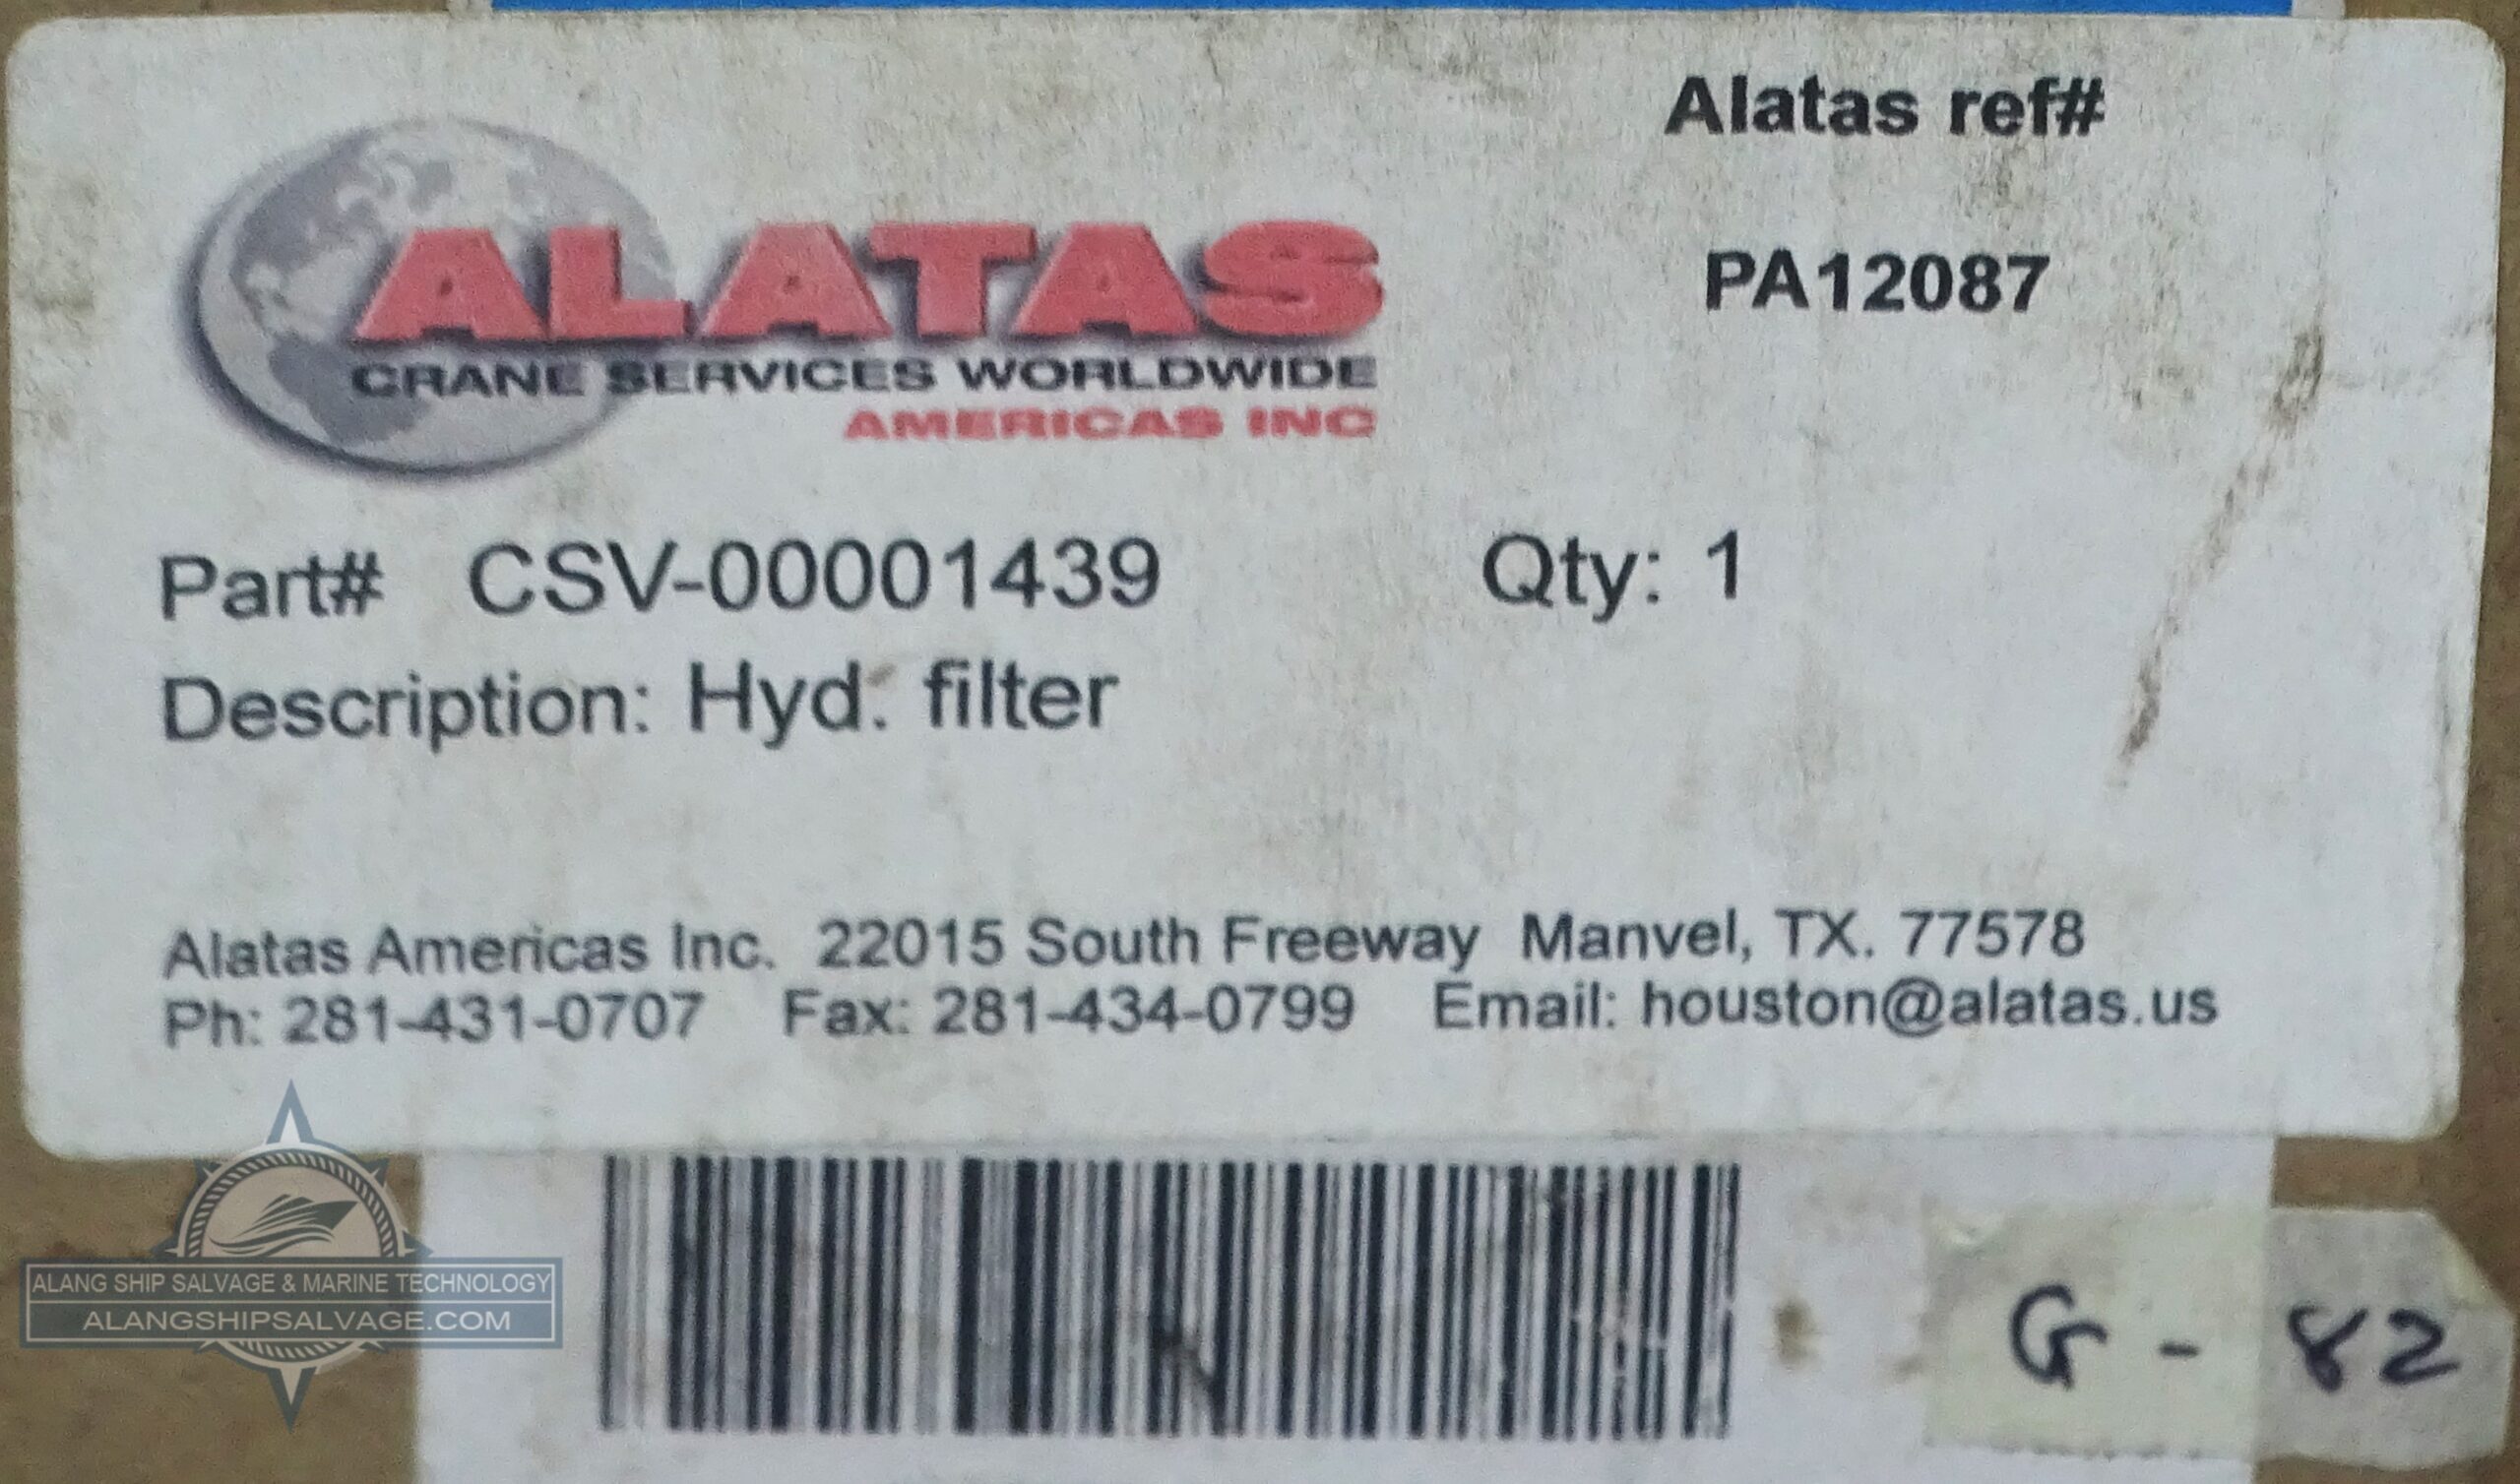 Alatas ref#
PA12087
ALATAS
CRANE SERVICES WORLDWIDE
AMERICAS INC
Part# CSV-00001439 Qty: 1
Description: Hyd. filter
Alatas Americas Inc. 22015 South Freeway Manvel, TX. 77578
Ph: 281-431-0707 Fax: 281-434-0799 Email: houston@alatas.us
ALANG SHIP SALVAGE & MARINE TECHNOLOGY
ALANGSHIPSALVAGE.COM
G - 82